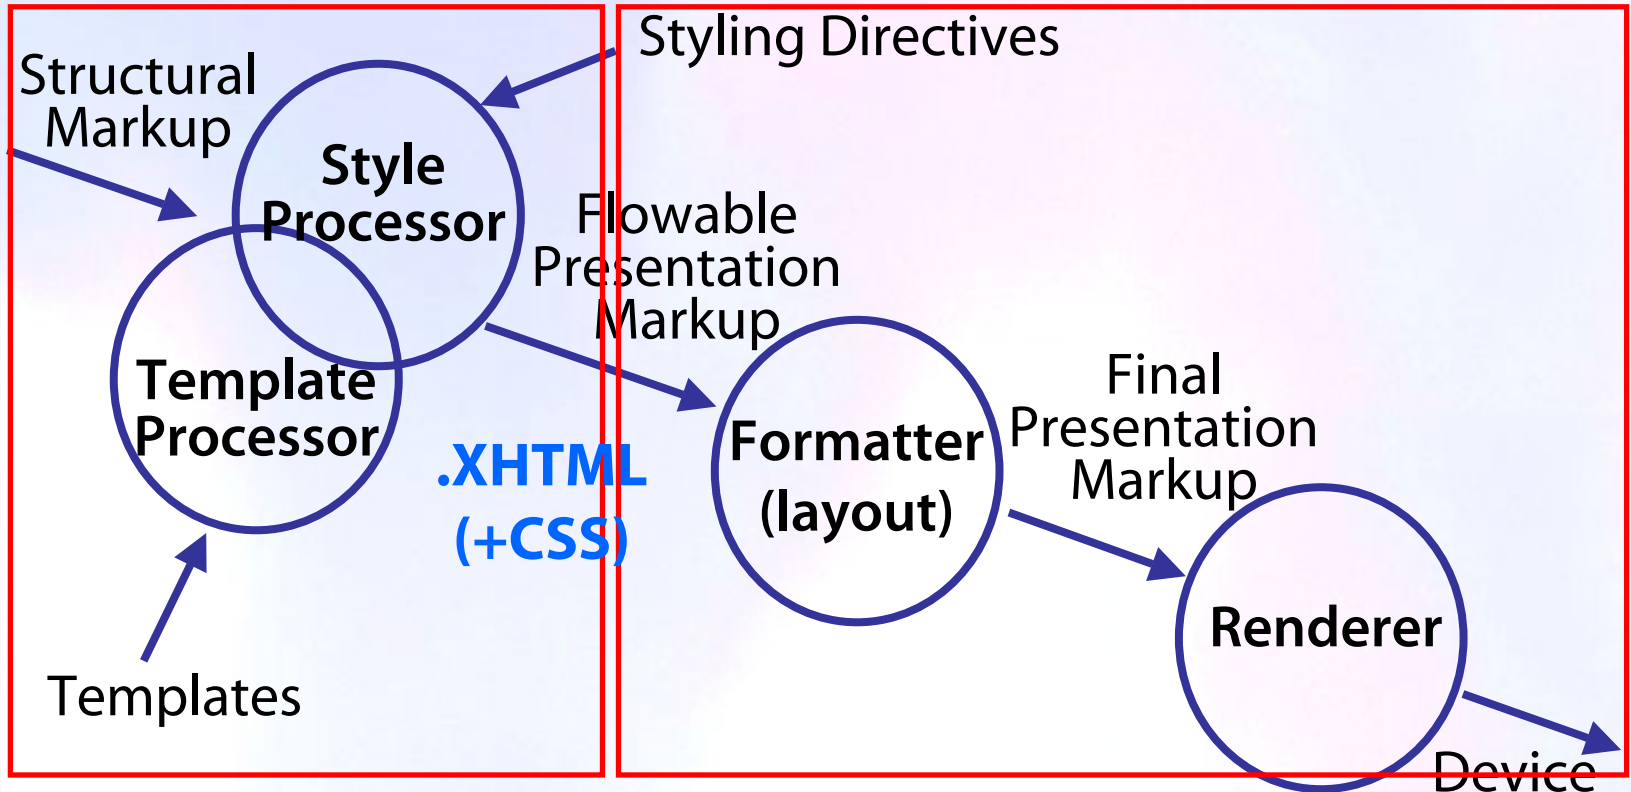 Styling Directives
Structural
Markup
Style
Processor
Flowable
Presentation
Markup
Template
Processor
.XHTML
(+CSS)
Formatter
(layout)
Final
Presentation
Markup
Renderer
Templates
Device